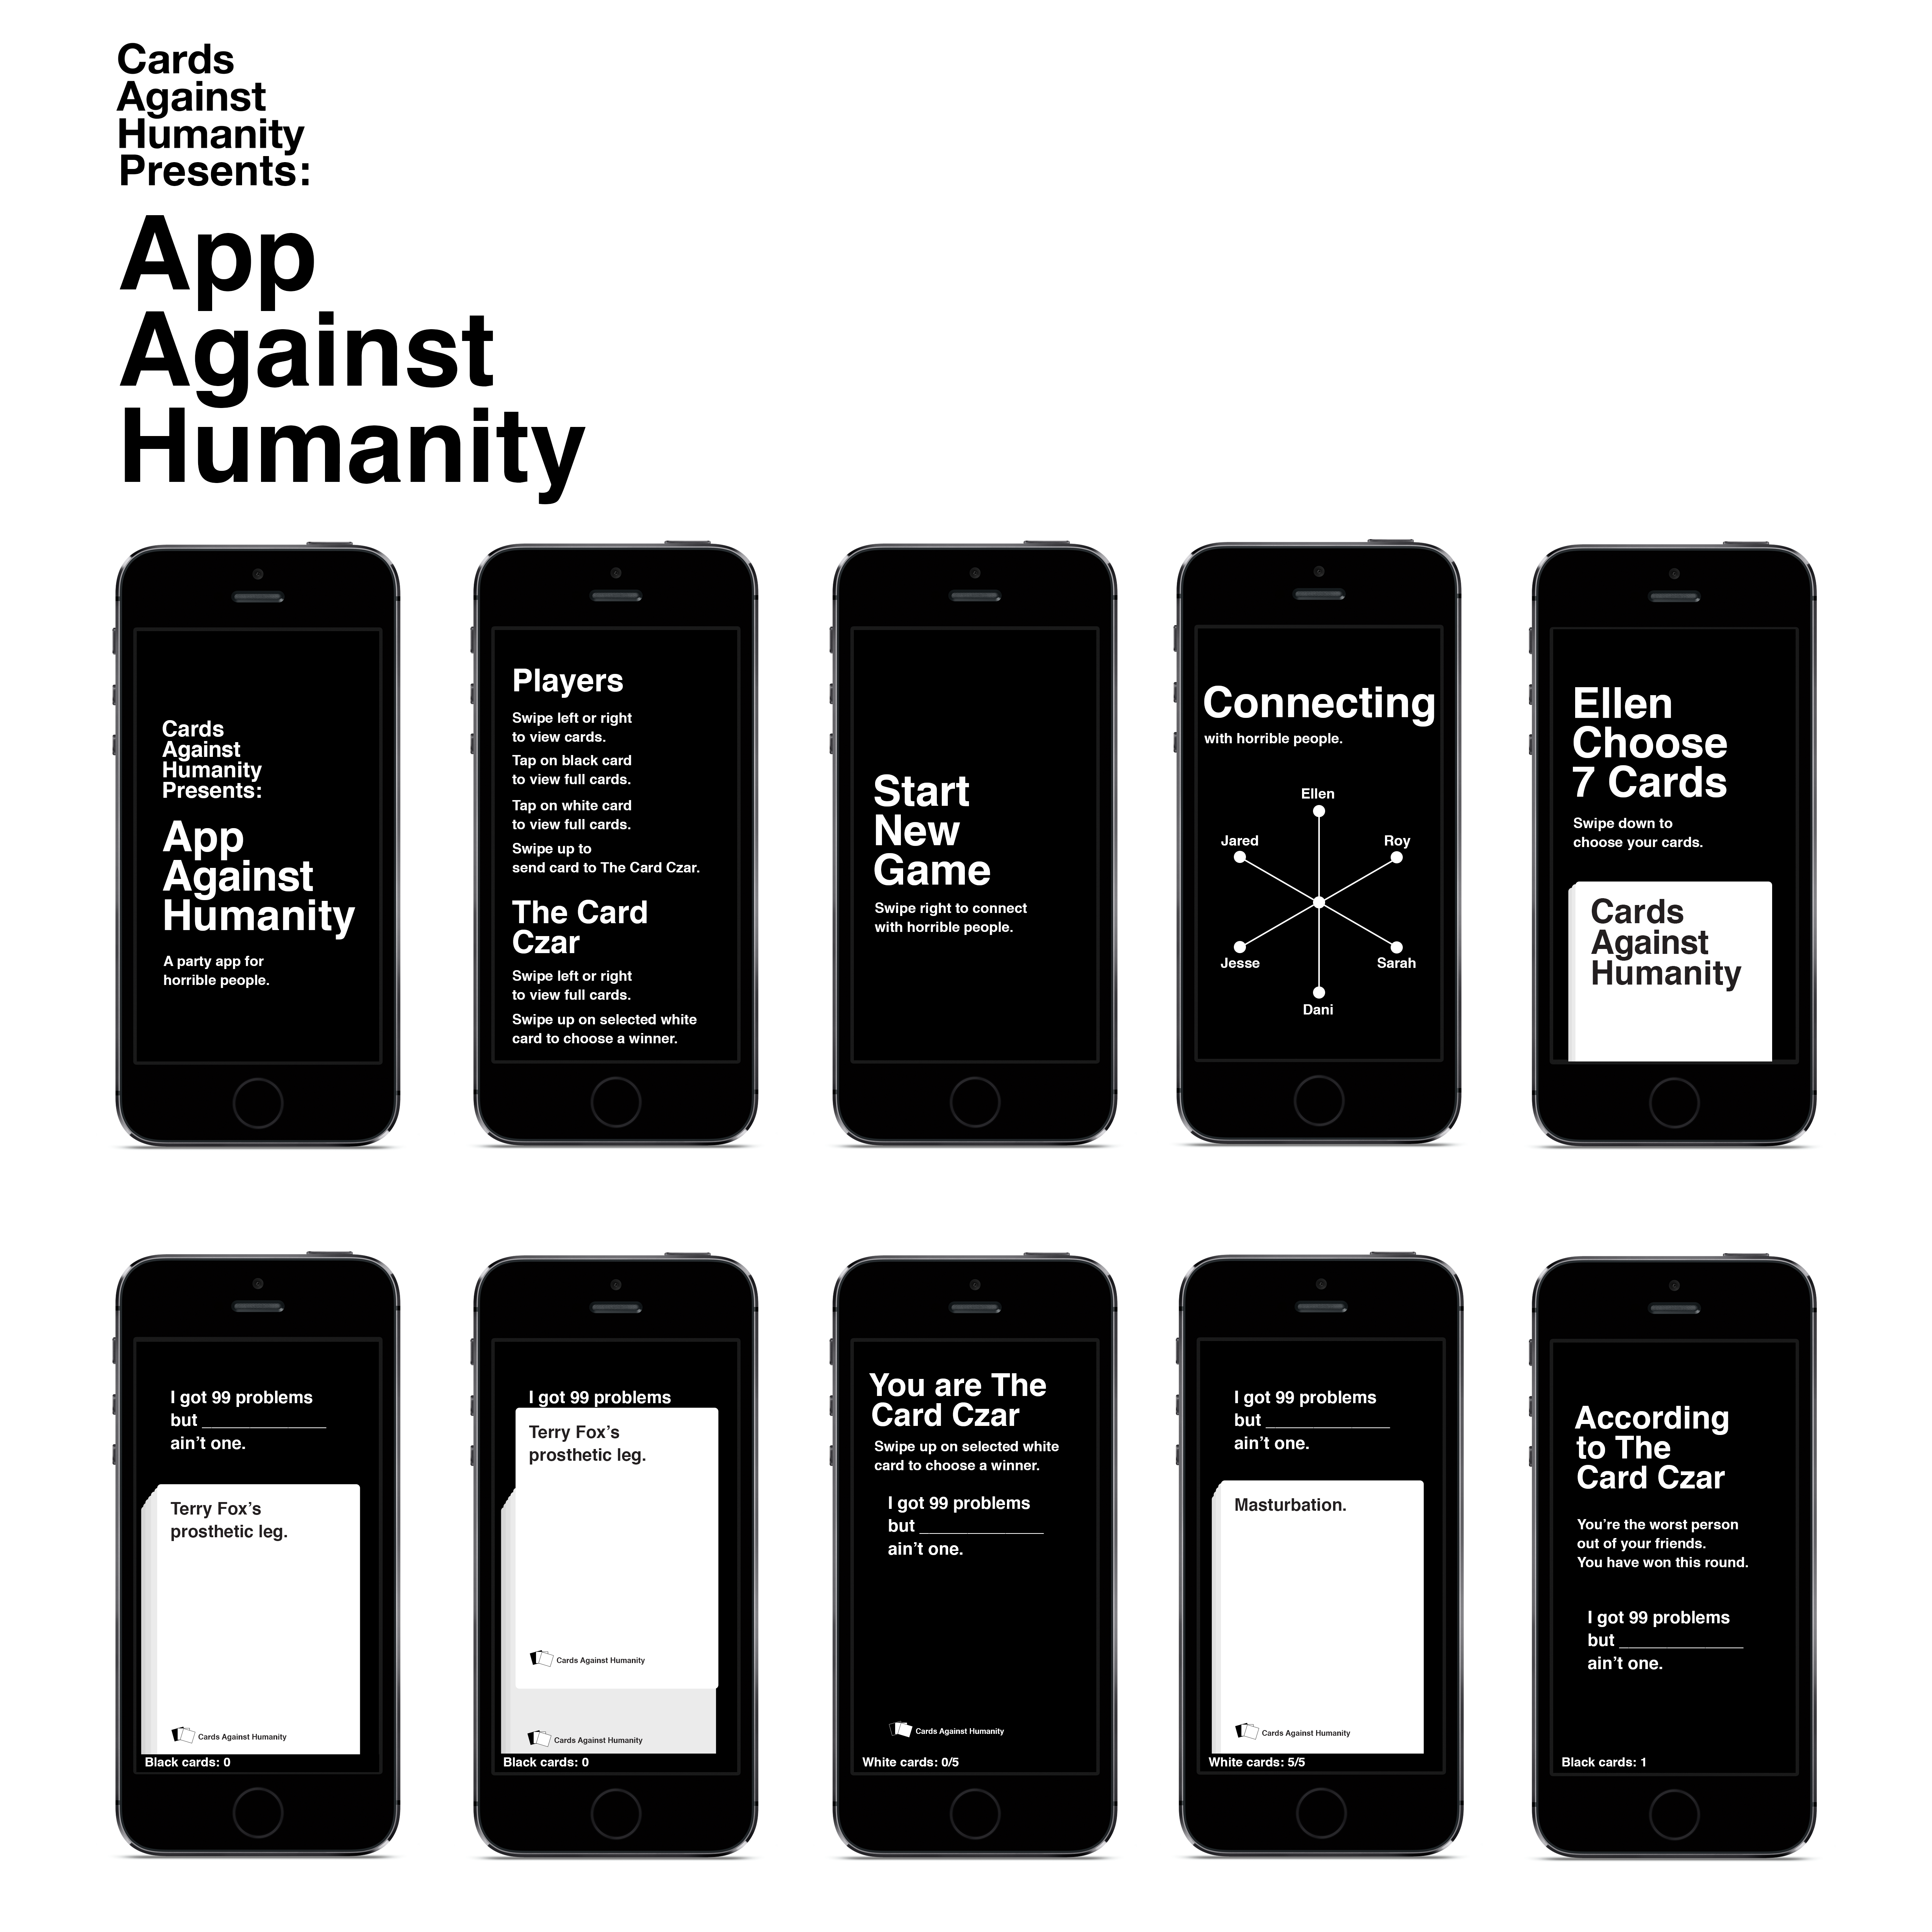 Cards
Against
Humanity
Presents:
App
Against
Humanity
Cards
Against
Humanity
Presents:
App
Against
Humanity
A party app for
horrible people.
Players
Swipe left or right
to view cards.
Tap on black card
to view full cards.
Tap on white card
to view full cards.
Swipe up to
send card to The Card Czar.
The Card
Czar
Swipe left or right
to view full cards.
Swipe up on selected white
card to choose a winner.
Start
New
Game
Swipe right to connect
with horrible people.
Connecting
with horrible people.
Ellen
Jared
Roy
Jesse
Sarah
Dani
Ellen
Choose
7 Cards
Swipe down to
choose your cards.
Cards
Against
Humanity
I got 99 problems
but ______________
ain't one.
Terry Fox's
prosthetic leg.
Cards Against Humanity
Black cards: 0
I got 99 problems
Terry Fox's
prosthetic leg.
Cards Against Humanity
Cards Against Humanity
Black cards: 0
You are The
Card Czar
Swipe up on selected white
card to choose a winner.
I got 99 problems
but ______________
ain't one.
Cards Against Humanity
White cards: 0/5
I got 99 problems
but ______________
ain't one.
Masturbation.
Cards Against Humanity
White cards: 5/5
According
to The
Card Czar
You're the worst person
out of your friends.
You have won this round.
I got 99 problems
but ______________
ain't one.
Black cards: 1